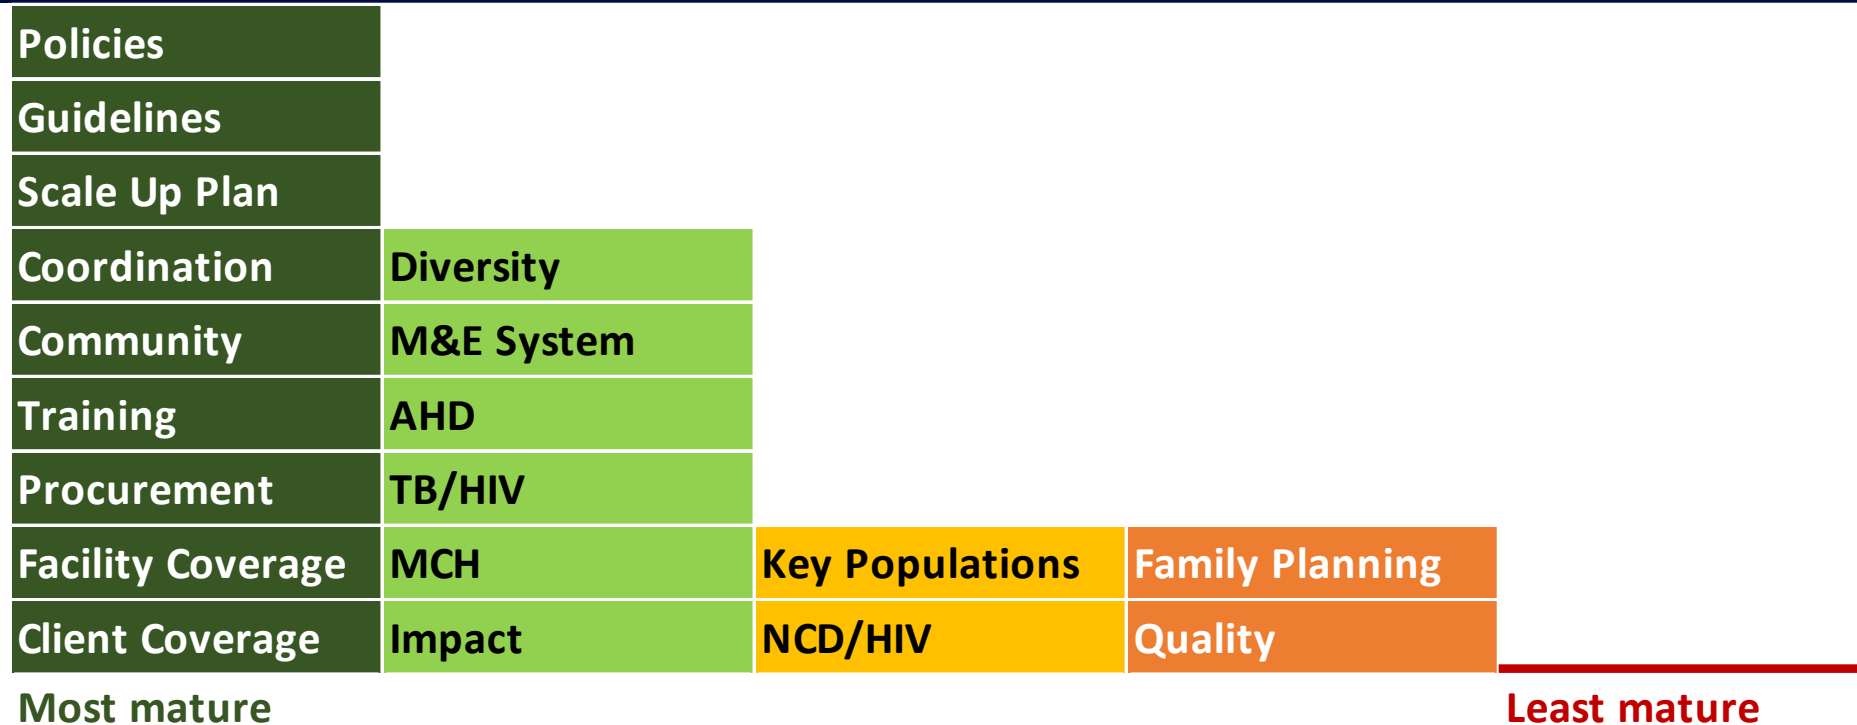 Policies
Guidelines
Scale Up Plan
Coordination Diversity
Community M&E System
Training AHD
Procurement TB/HIV
Facility Coverage MCH Key Populations Family Planning
Client Coverage Impact NCD/HIV Quality
Most mature Least mature